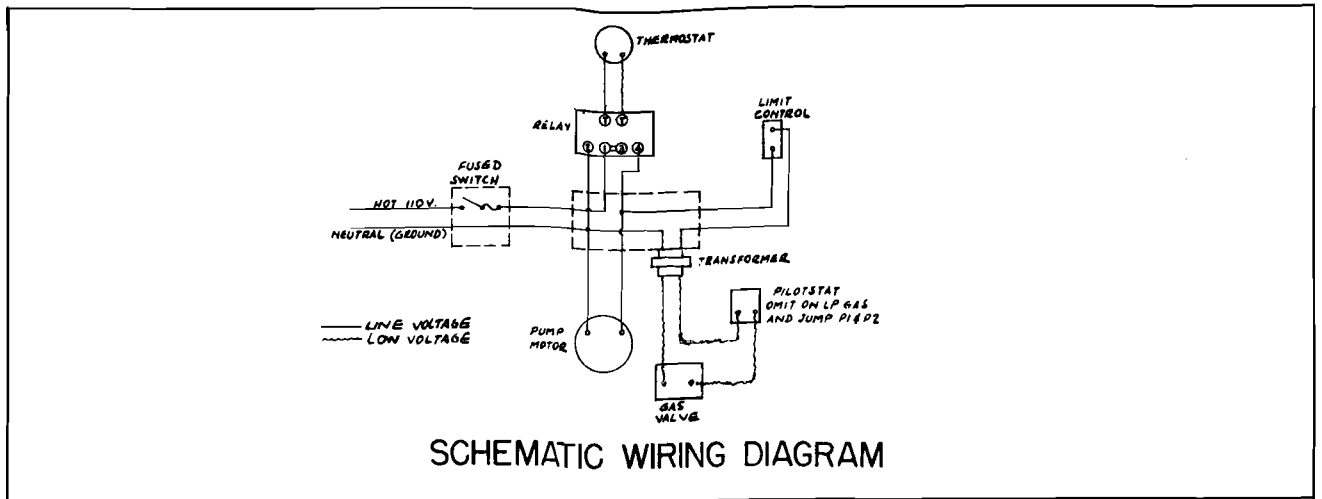 THERMOSTAT
RELAY
T T
2 1 3 4
LIMIT
CONTROL
FUSED
SWITCH
HOT 110V.
NEUTRAL (GROUND)
TRANSFORMER
PILOTSTAT
OMIT ON LP GAS
AND JUMP P1 & P2
LINE VOLTAGE
LOW VOLTAGE
PUMP
MOTOR
GAS
VALVE
SCHEMATIC WIRING DIAGRAM